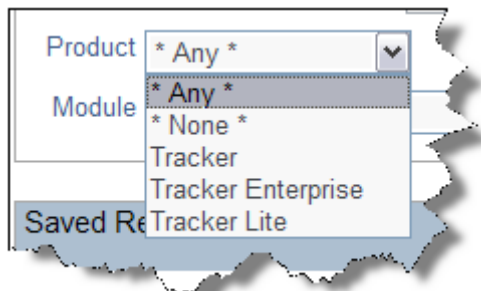 Product * Any *
* Any *
Module * None *
Tracker
Tracker Enterprise
Saved Re Tracker Lite